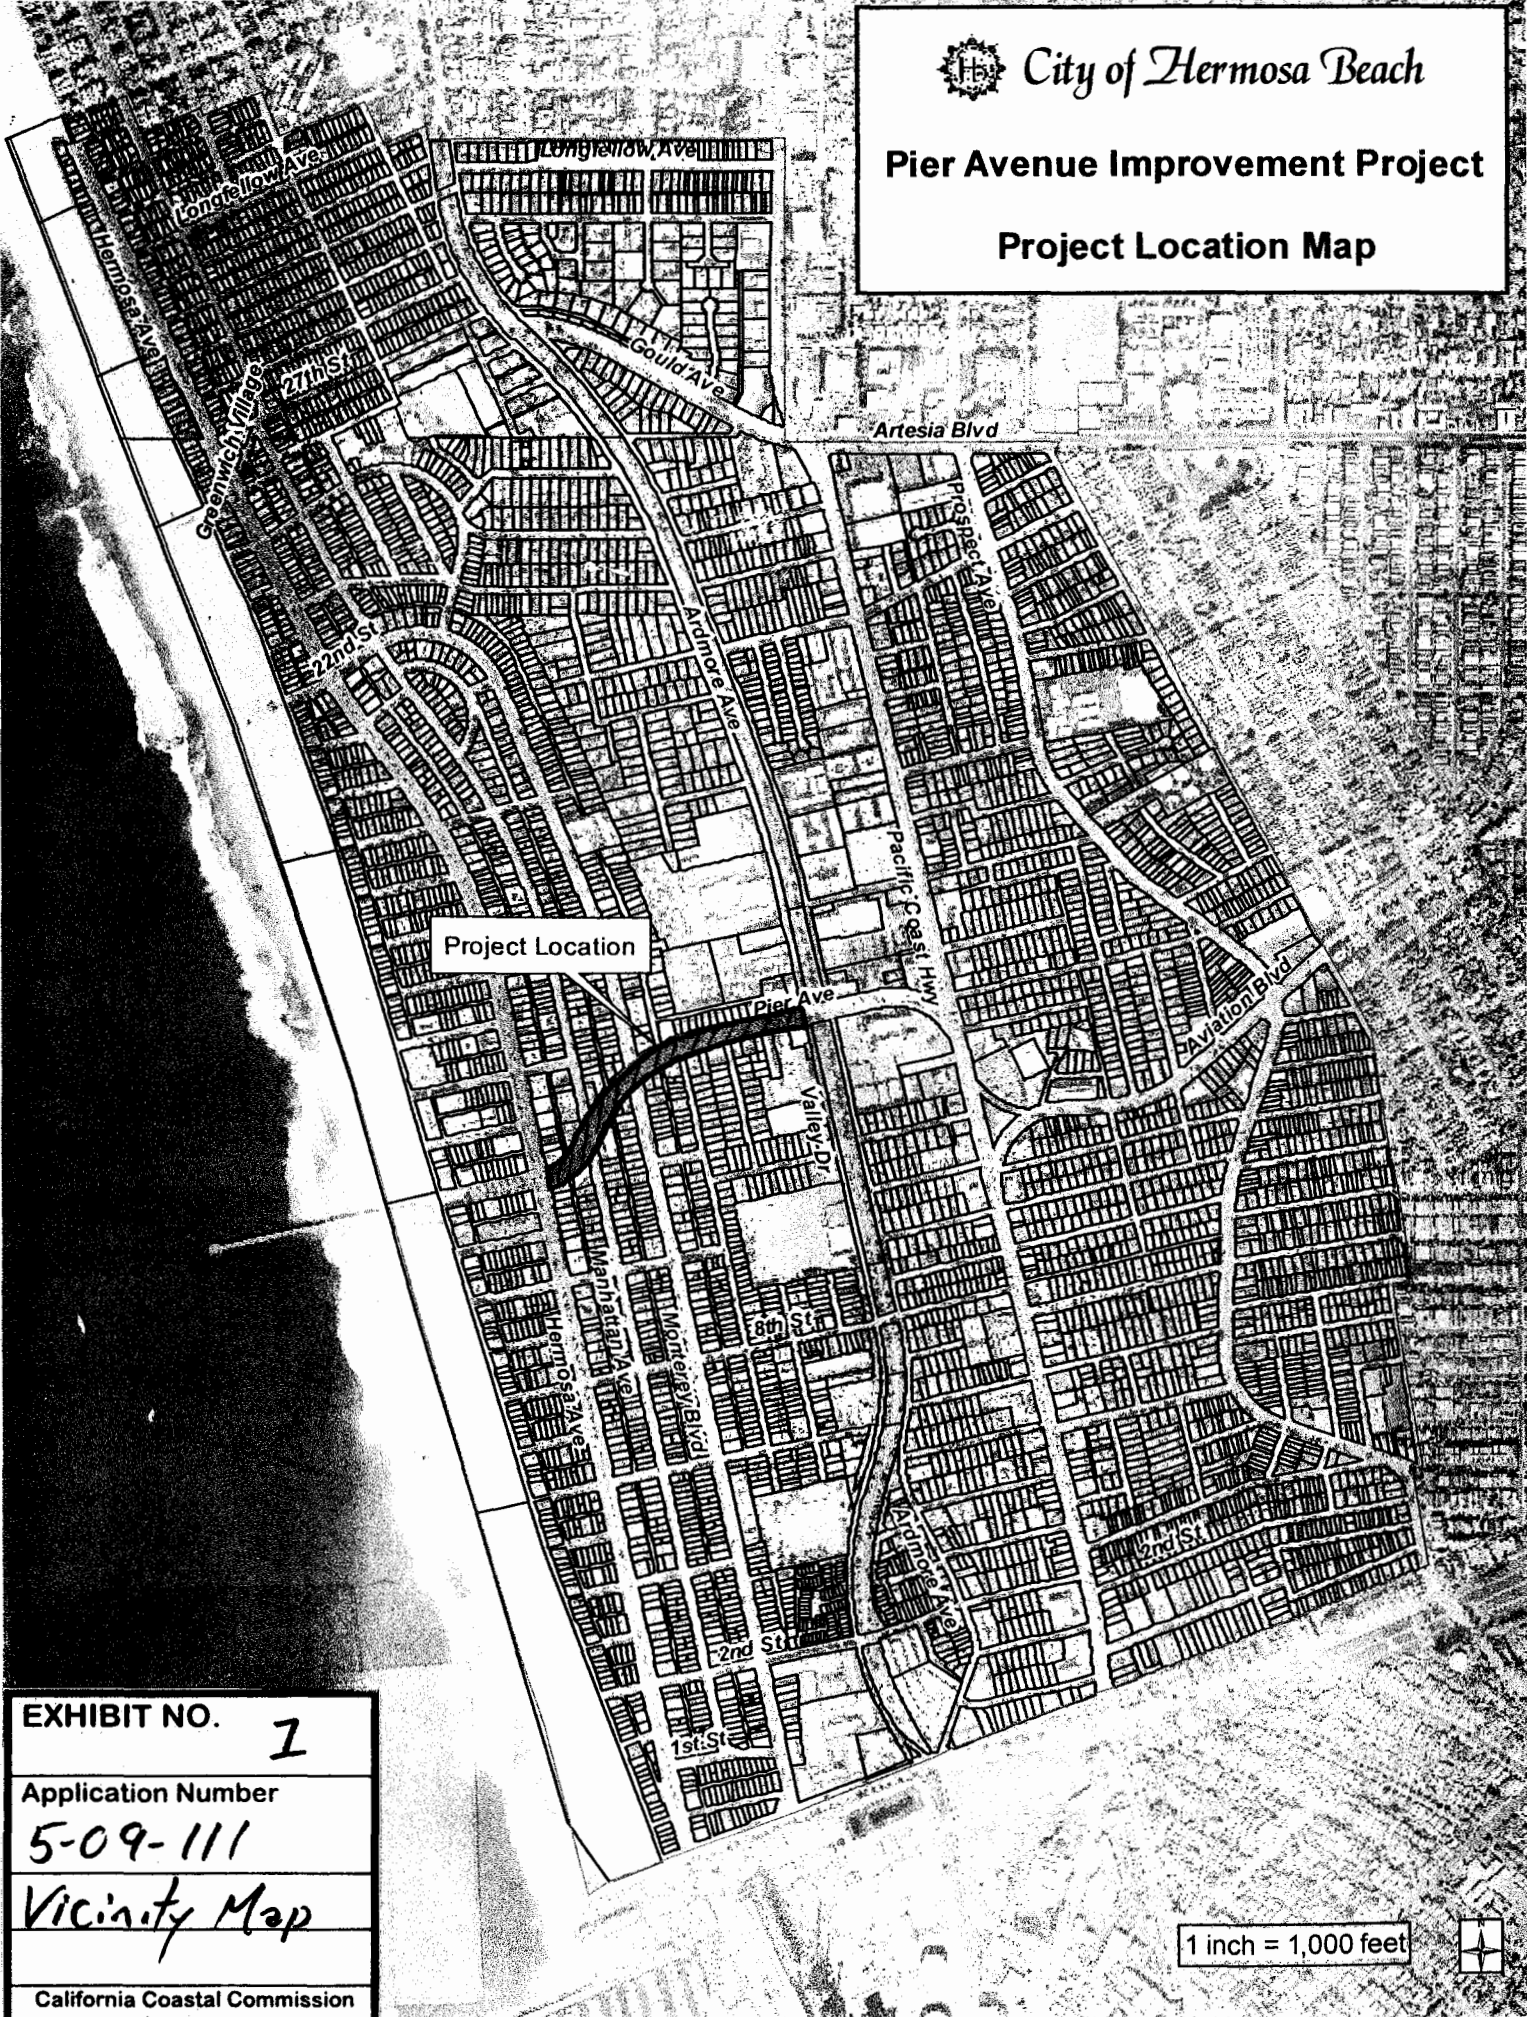 HB City of Hermosa Beach
Pier Avenue Improvement Project
Project Location Map
Longfellow Ave
Longfellow Ave
Hermosa Ave
27th St
Greenwich Village
Gould Ave
Artesia Blvd
Prospect Ave
22nd St
Ardmore Ave
Pacific Coast Hwy
Project Location
Pier Ave
Aviation Blvd
Valley Dr
8th St
Manhattan Ave
Monterey Blvd
Hermosa Ave
Ardmore Ave
2nd St
2nd St
1st St
EXHIBIT NO. 1
Application Number
5-09-111
Vicinity Map
California Coastal Commission
1 inch = 1,000 feet
N